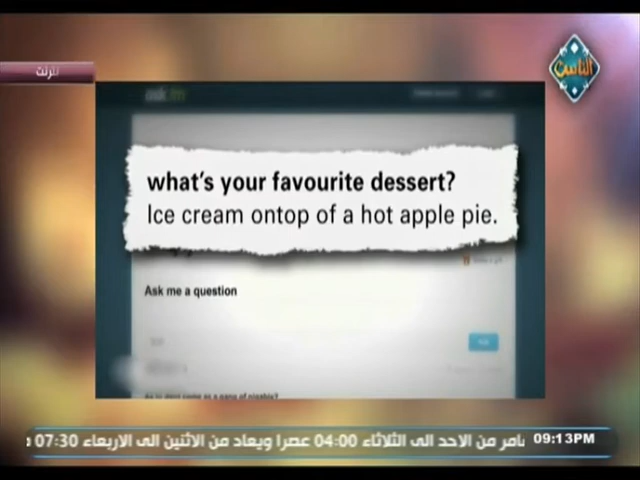 الناس
نترنت
ask.fm
what's your favourite dessert?
Ice cream ontop of a hot apple pie.
Ask me a question
بامر من الاحد الى الثلاثاء 04:00 عصرا ويعاد من الاثنين الى الاربعاء 07:30
09:13PM